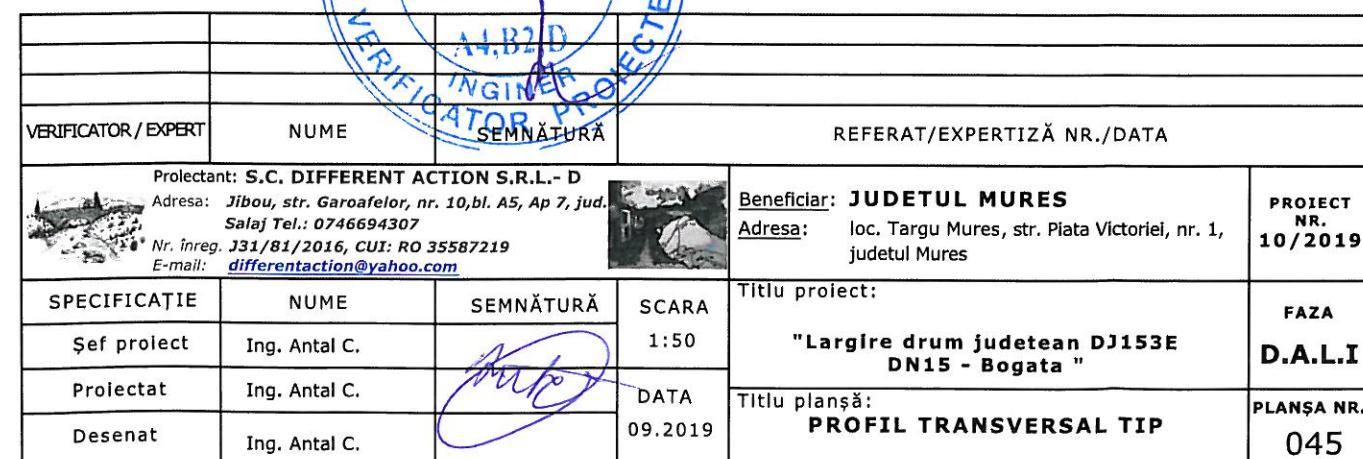 A4,B2,D
INGINER
VERIFICATOR PROIECTE
VERIFICATOR / EXPERT
NUME
SEMNĂTURĂ
REFERAT/EXPERTIZĂ NR./DATA
Proiectant: S.C. DIFFERENT ACTION S.R.L.- D
Adresa: Jibou, str. Garoafelor, nr. 10,bl. A5, Ap 7, jud.
Salaj Tel.: 0746694307
Nr. înreg. J31/81/2016, CUI: RO 35587219
E-mail: differentaction@yahoo.com
Beneficiar: JUDETUL MURES
Adresa: loc. Targu Mures, str. Piata Victoriei, nr. 1,
judetul Mures
PROIECT
NR.
10/2019
SPECIFICAȚIE
NUME
SEMNĂTURĂ
SCARA
1:50
Șef proiect
Ing. Antal C.
Proiectat
Ing. Antal C.
Desenat
Ing. Antal C.
DATA
09.2019
Titlu proiect:
"Largire drum judetean DJ153E
DN15 - Bogata "
FAZA
D.A.L.I
Titlu planșă:
PROFIL TRANSVERSAL TIP
PLANȘA NR.
045